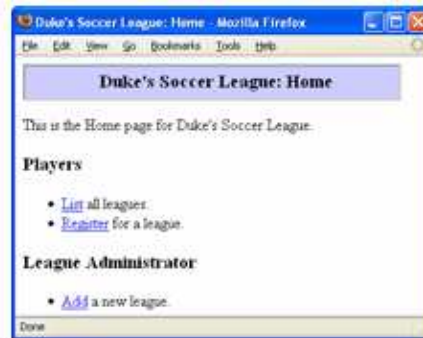 Duke's Soccer League: Home - Mozilla Firefox
File Edit View Go Bookmarks Tools Help
Duke's Soccer League: Home
This is the Home page for Duke's Soccer League.
Players
• List all leagues.
• Register for a league.
League Administrator
• Add a new league.
Done